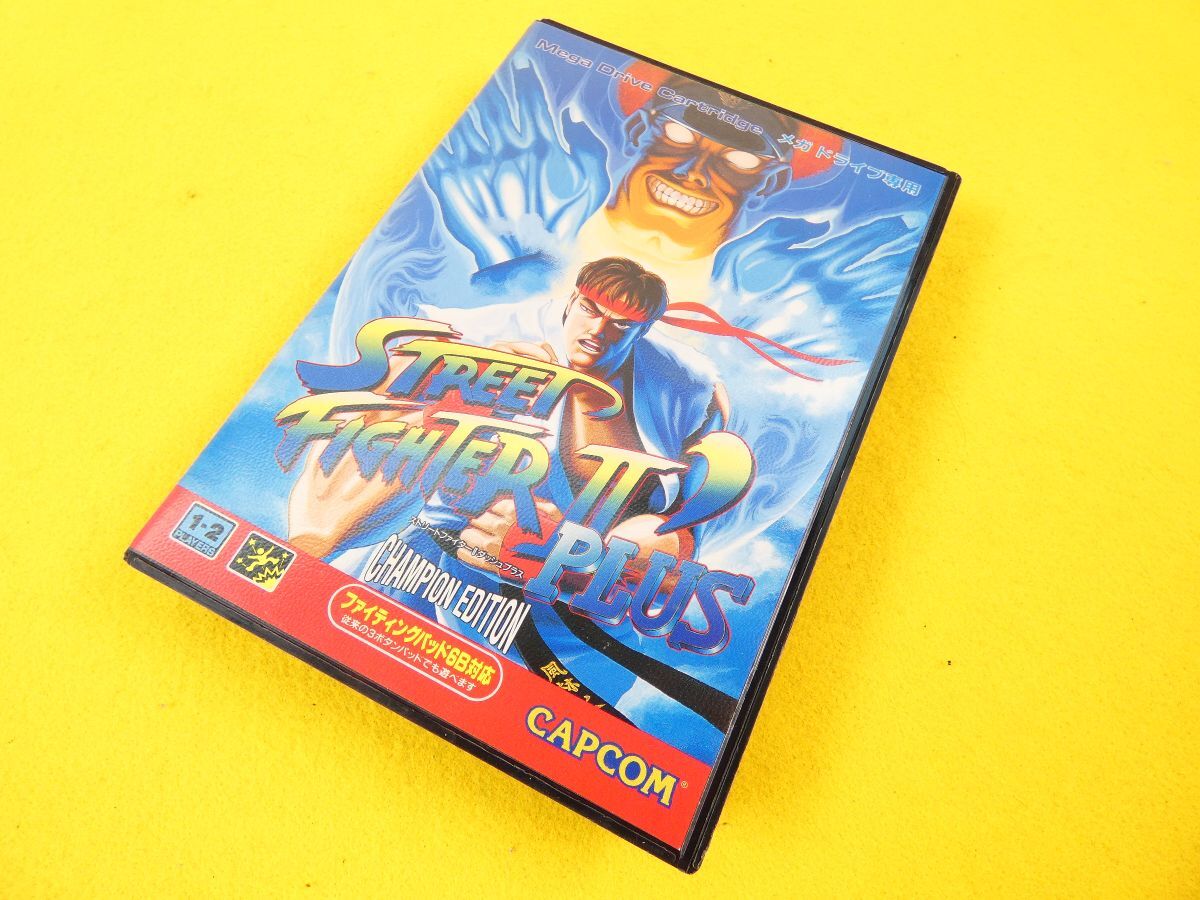 Mega Drive Cartridge メガドライブ専用
STREET
FIGHTER II'
PLUS
ストリートファイターIIダッシュプラス
CHAMPION EDITION
1-2
PLAYERS
ファイティングパッド6B対応
従来の3ボタンパットでも遊べます
CAPCOM®